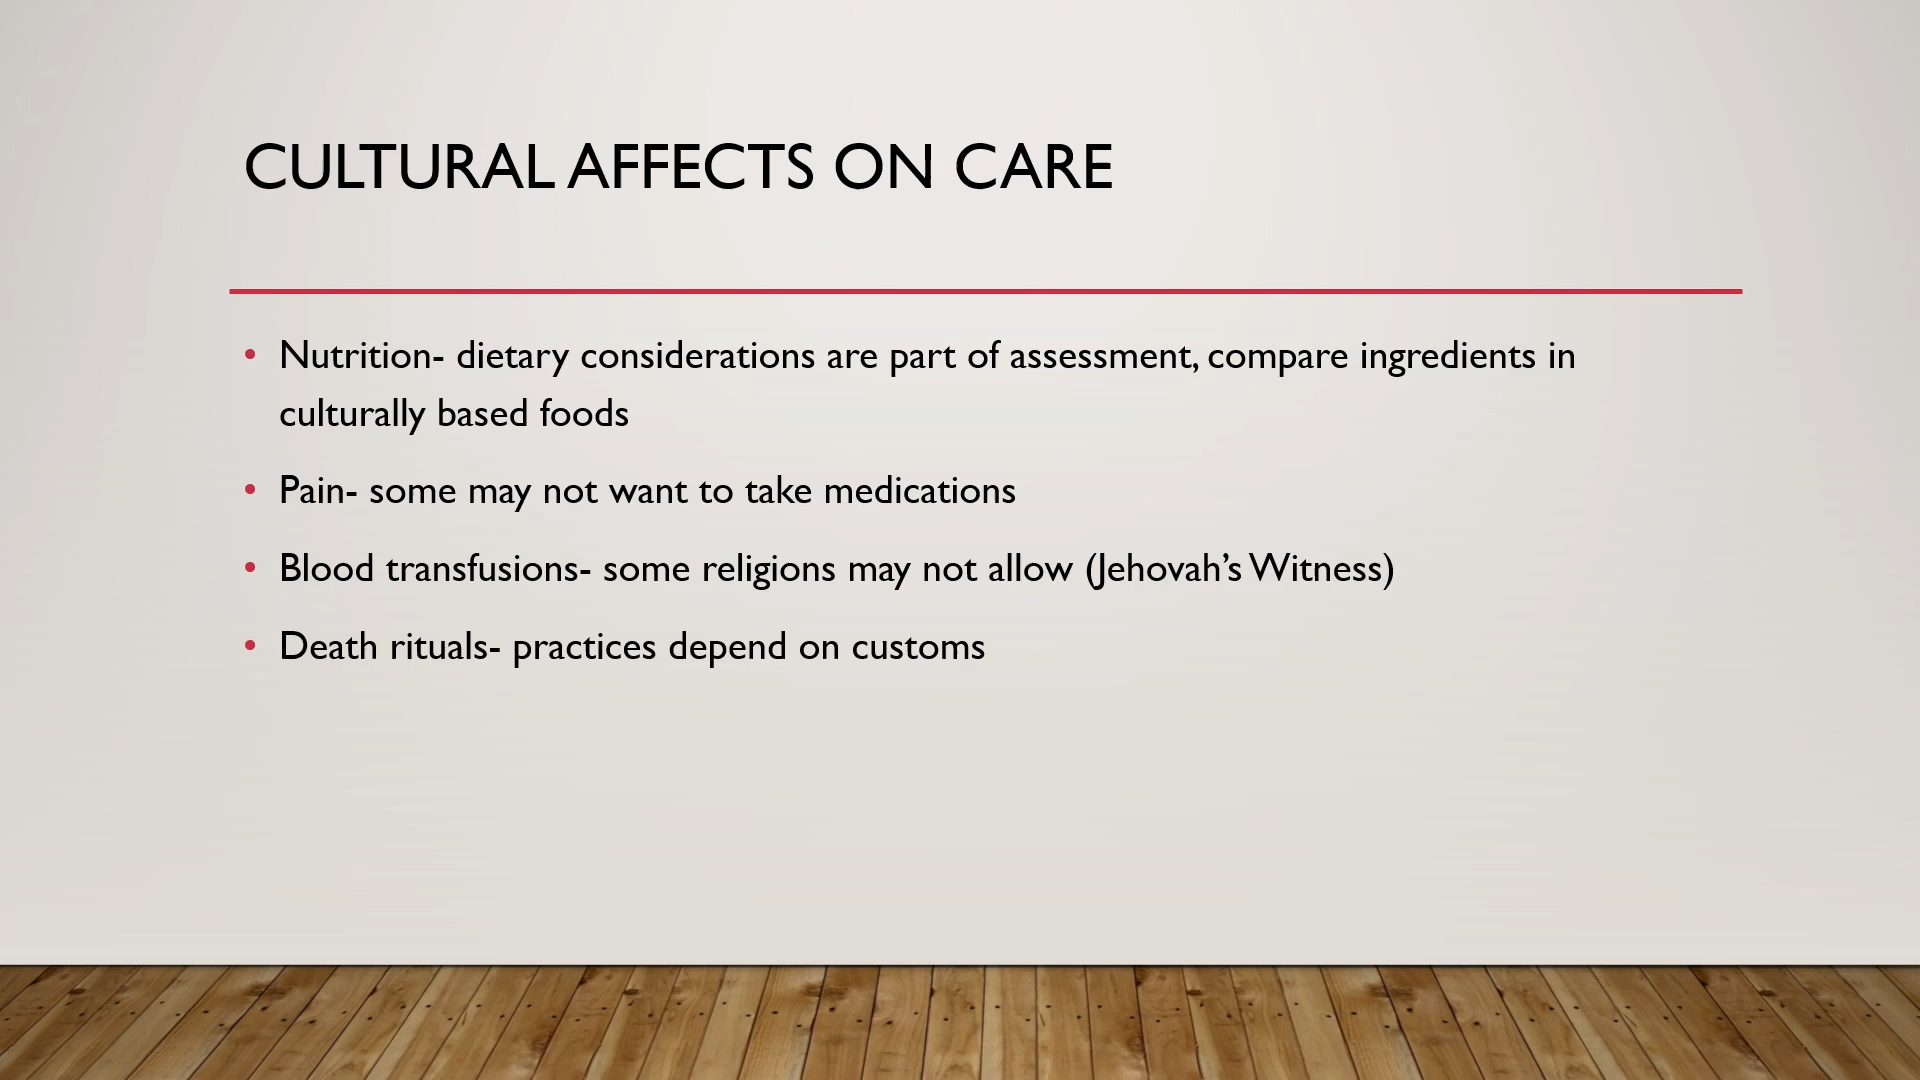 CULTURAL AFFECTS ON CARE
• Nutrition- dietary considerations are part of assessment, compare ingredients in
culturally based foods
• Pain- some may not want to take medications
• Blood transfusions- some religions may not allow (Jehovah’s Witness)
• Death rituals- practices depend on customs